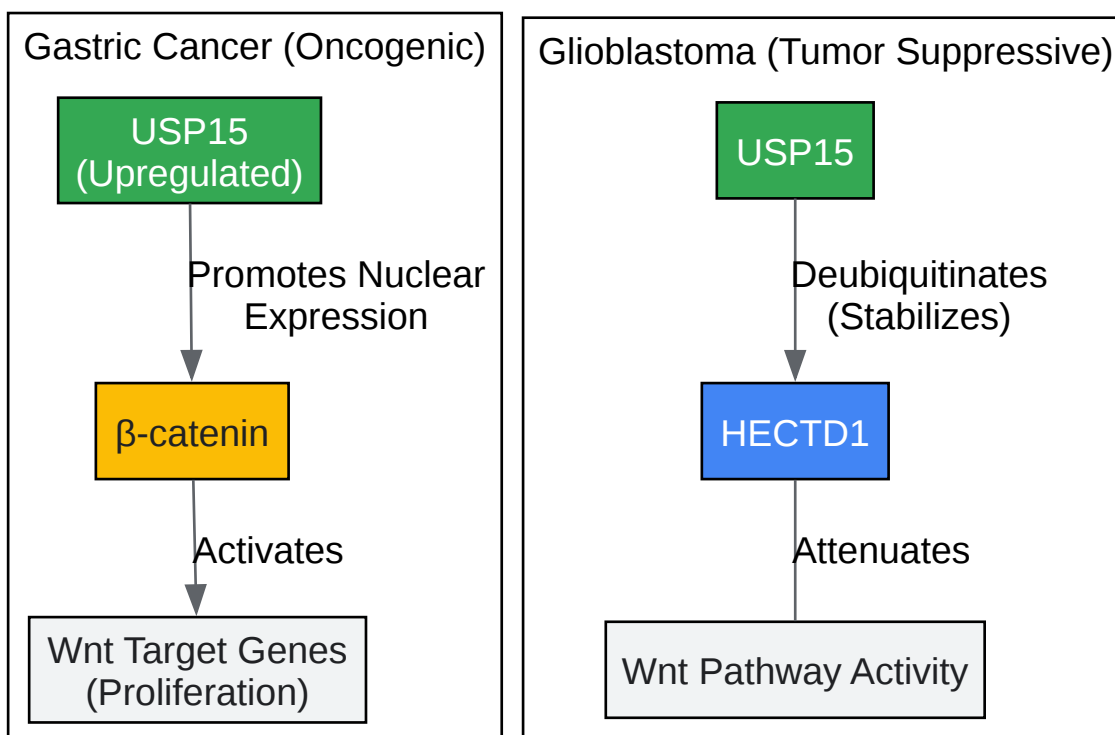 Gastric Cancer (Oncogenic)
USP15
(Upregulated)
Promotes Nuclear
Expression
β-catenin
Activates
Wnt Target Genes
(Proliferation)
Glioblastoma (Tumor Suppressive)
USP15
Deubiquitinates
(Stabilizes)
HECTD1
Attenuates
Wnt Pathway Activity